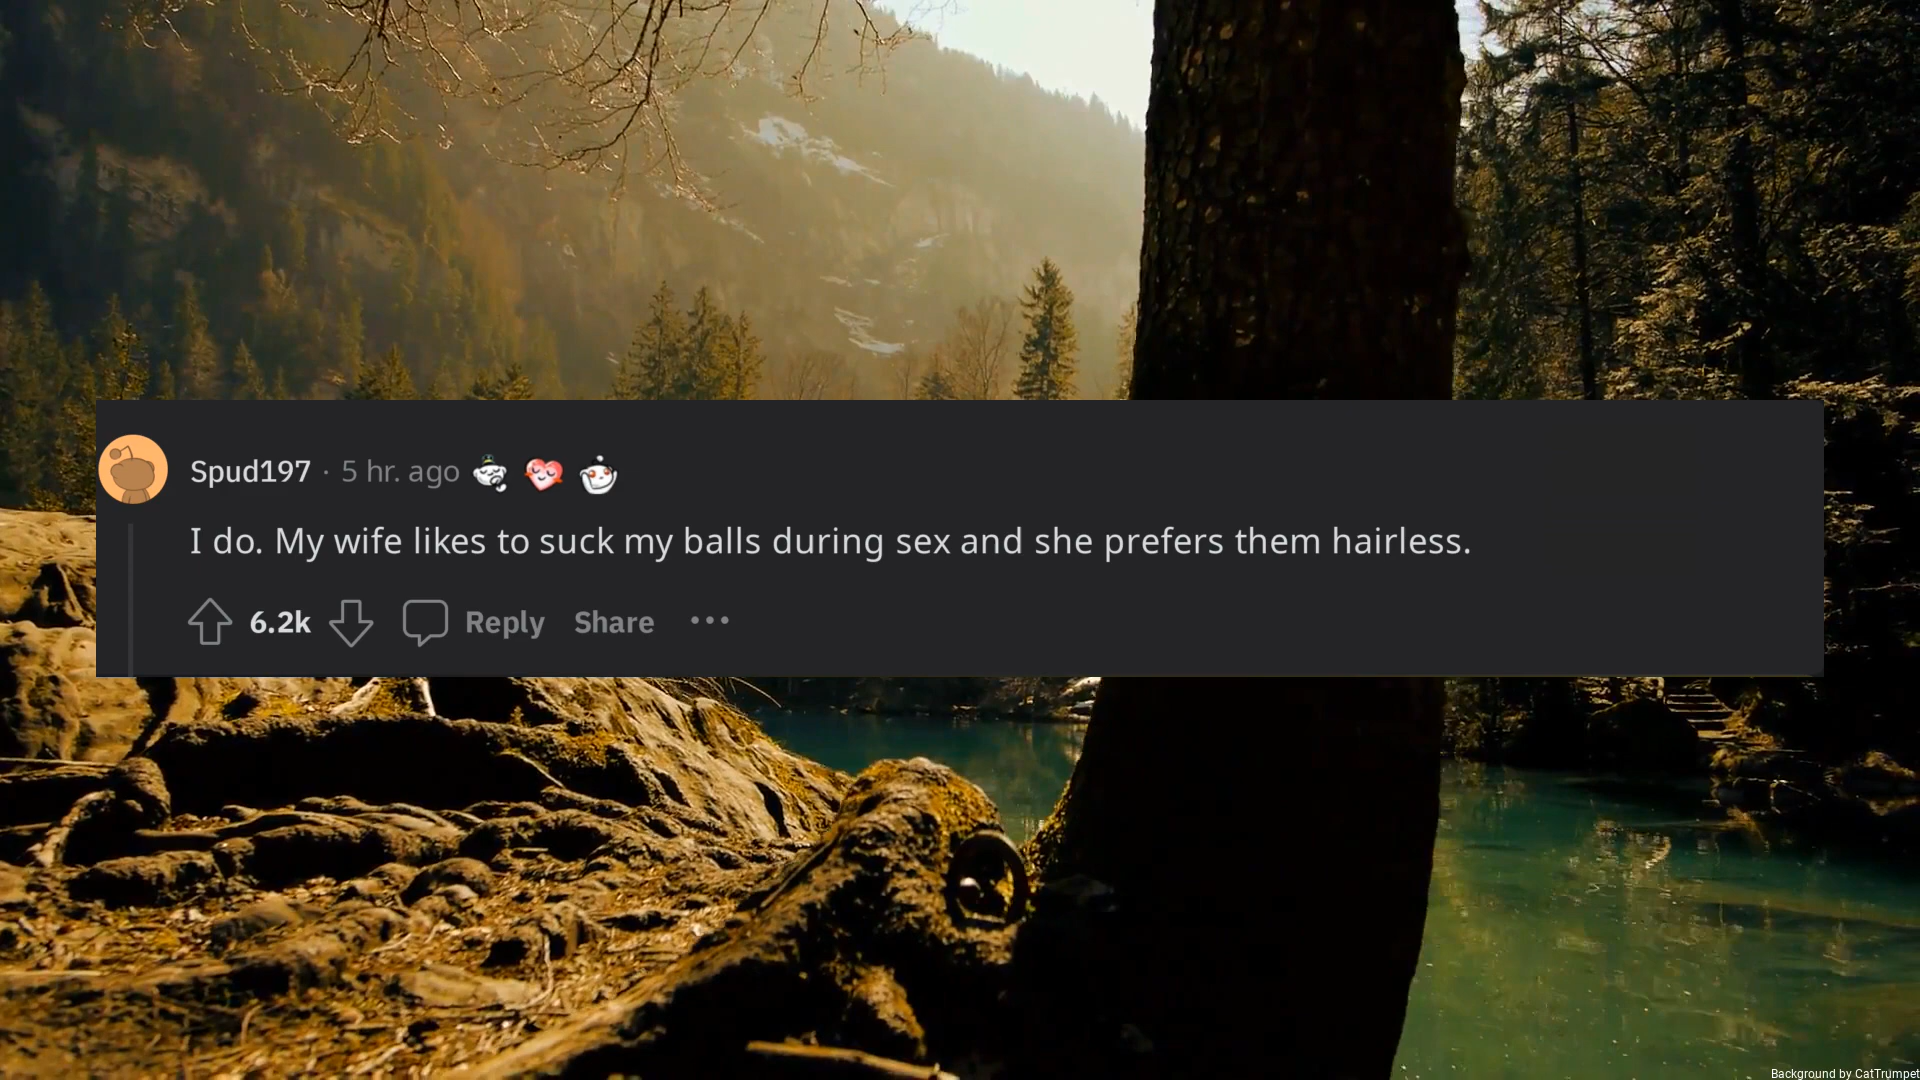 Spud197 · 5 hr. ago
I do. My wife likes to suck my balls during sex and she prefers them hairless.
6.2k Reply Share •••
Background by CatTrumpet